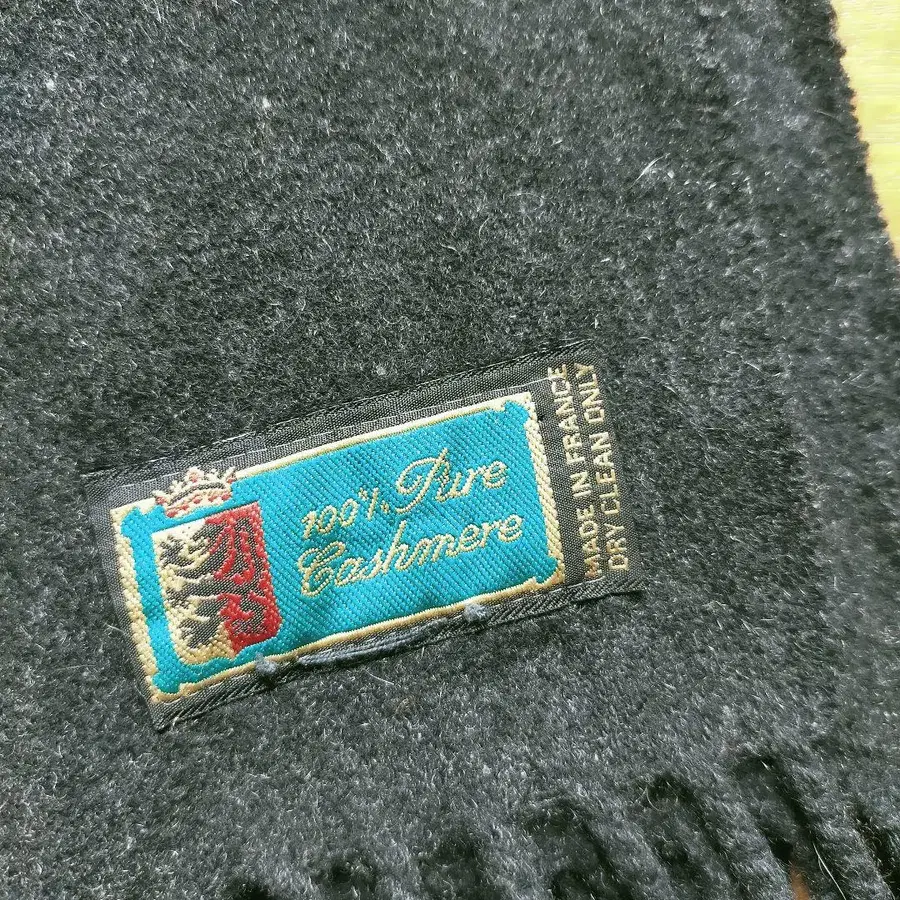 100% Pure
Cashmere
MADE IN FRANCE
DRY CLEAN ONLY